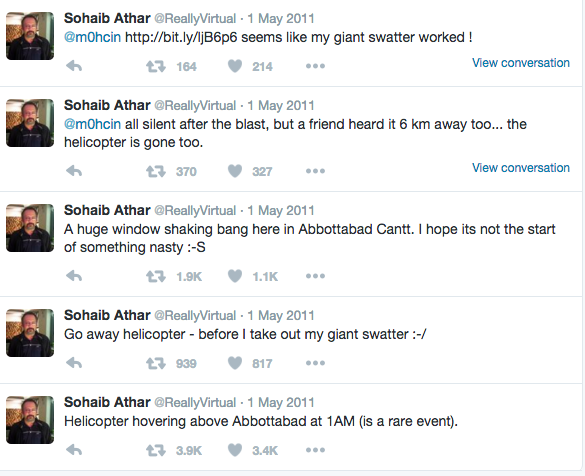 Sohaib Athar @ReallyVirtual · 1 May 2011
@m0hcin http://bit.ly/ljB6p6 seems like my giant swatter worked !
164 214 View conversation
Sohaib Athar @ReallyVirtual · 1 May 2011
@m0hcin all silent after the blast, but a friend heard it 6 km away too... the
helicopter is gone too.
370 327 View conversation
Sohaib Athar @ReallyVirtual · 1 May 2011
A huge window shaking bang here in Abbottabad Cantt. I hope its not the start
of something nasty :-S
1.9K 1.1K
Sohaib Athar @ReallyVirtual · 1 May 2011
Go away helicopter - before I take out my giant swatter :-/
939 817
Sohaib Athar @ReallyVirtual · 1 May 2011
Helicopter hovering above Abbottabad at 1AM (is a rare event).
3.9K 3.4K